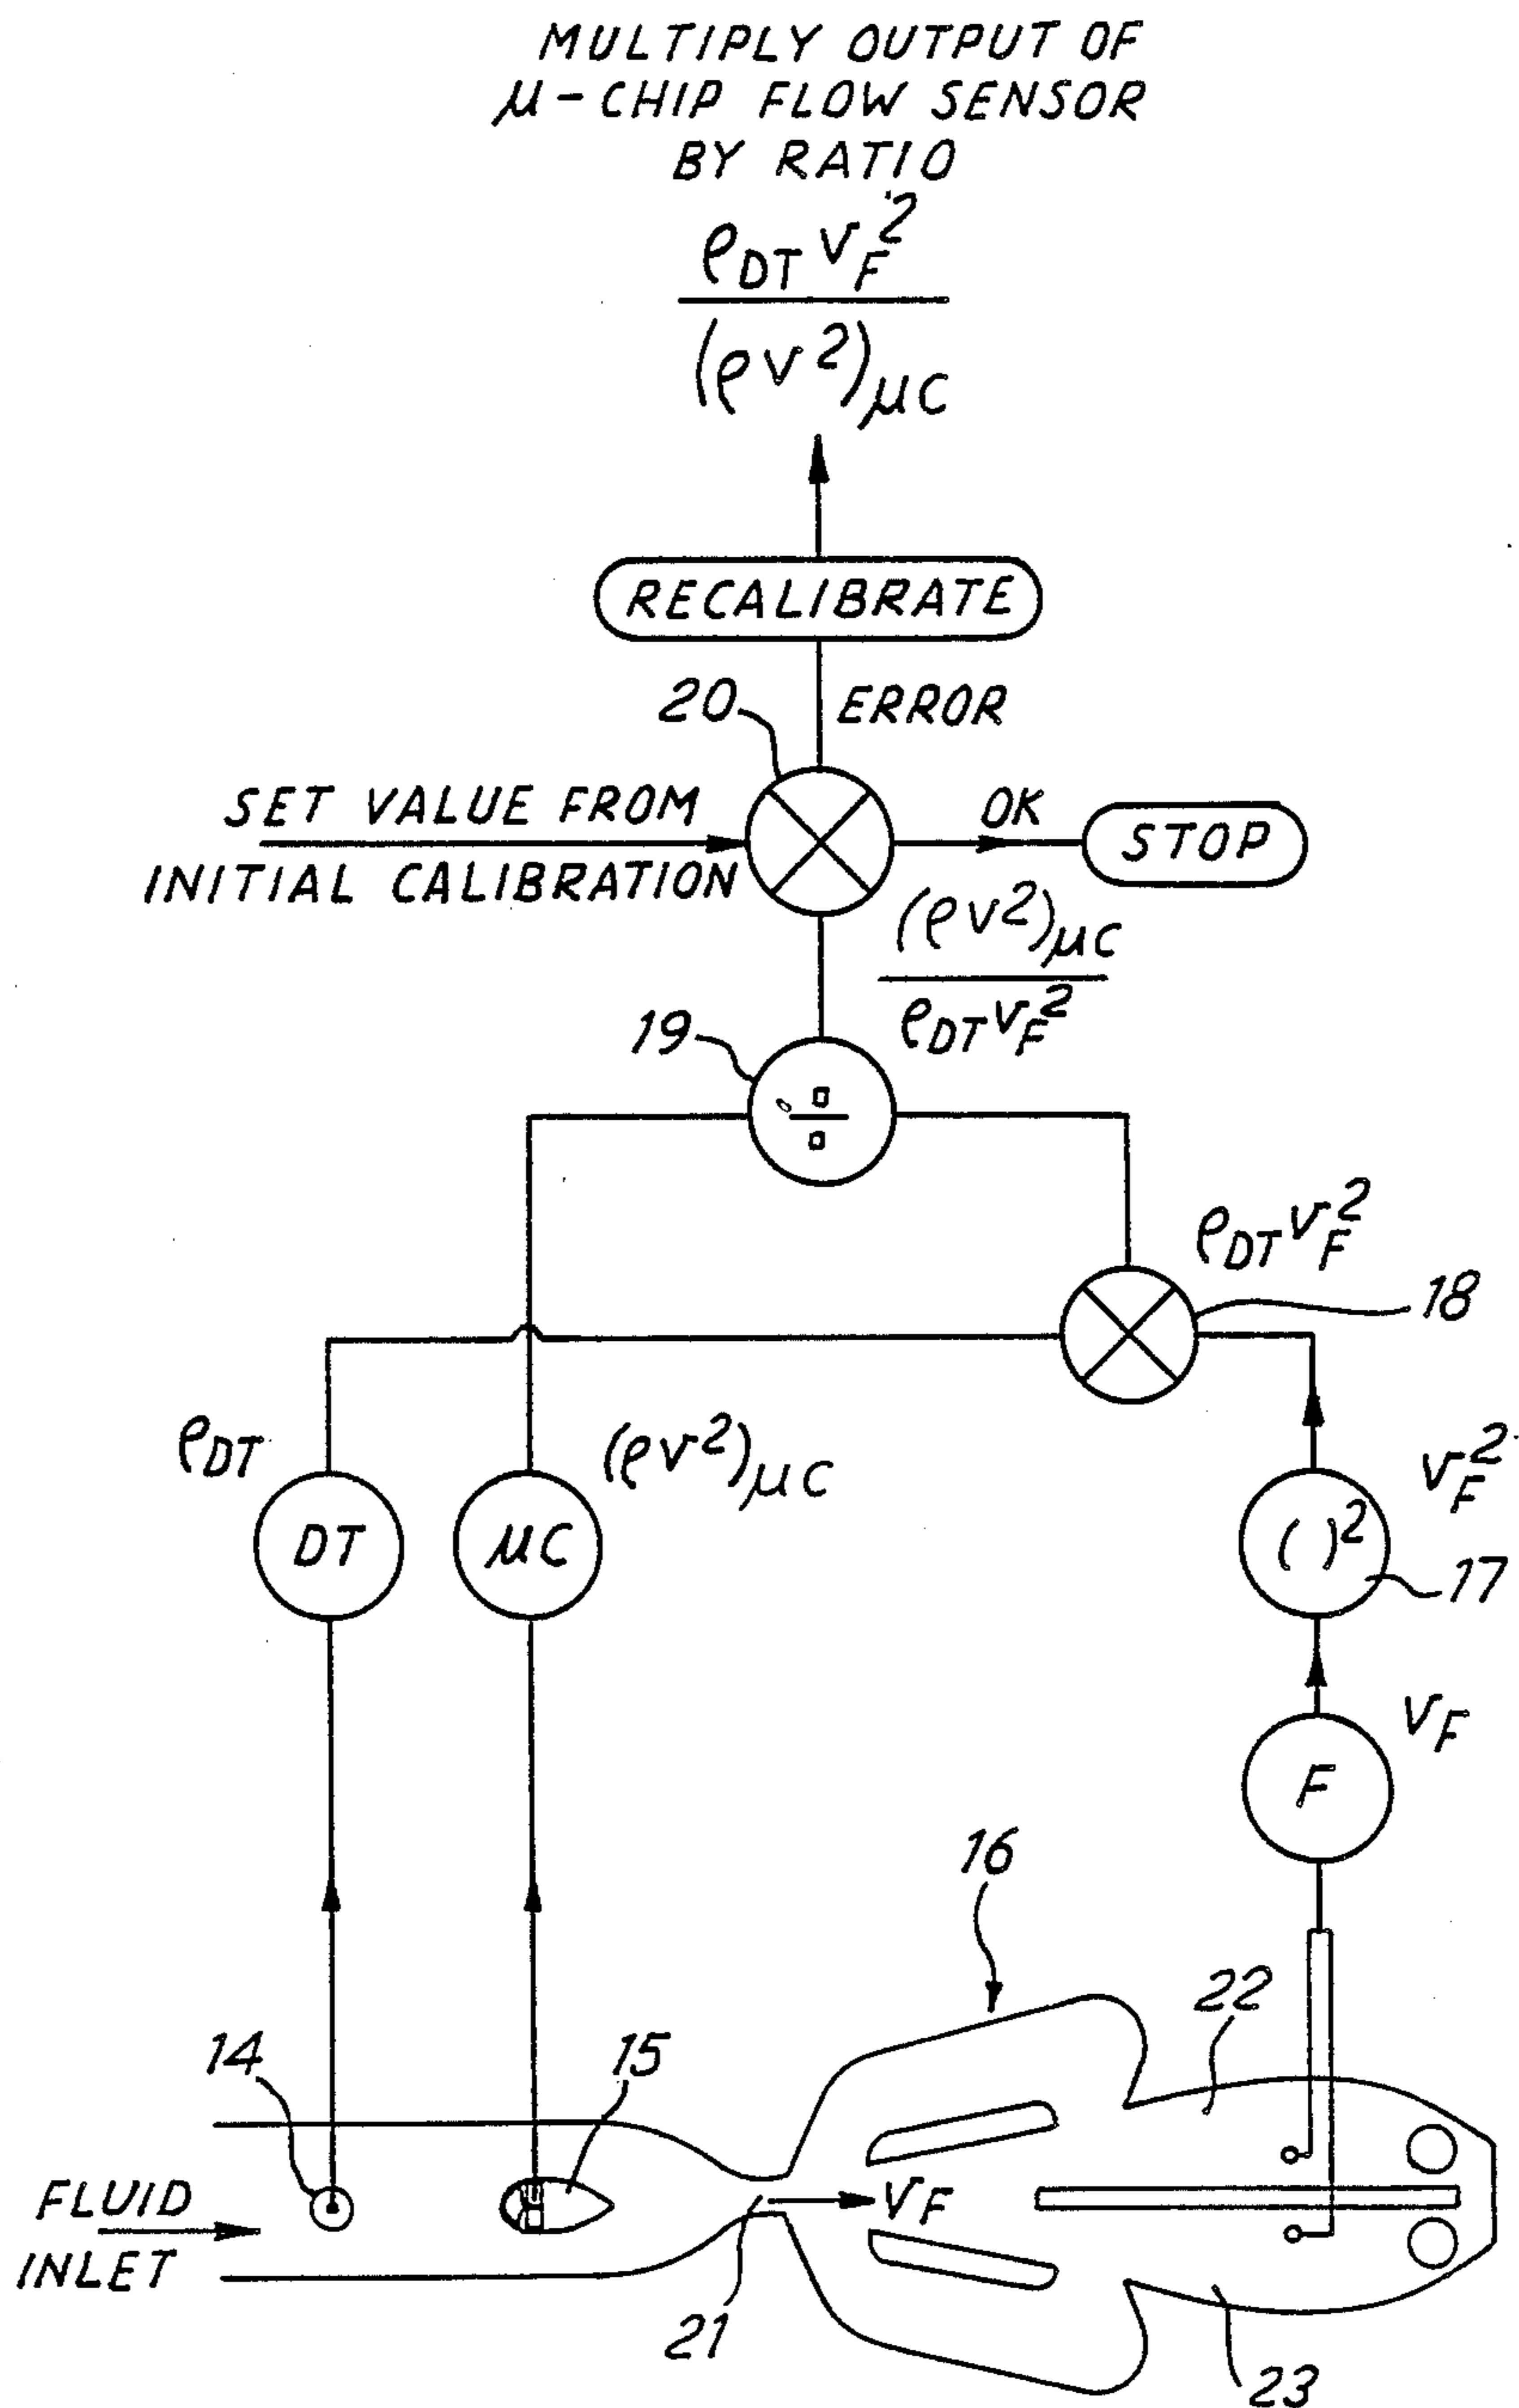 MULTIPLY OUTPUT OF
μ-CHIP FLOW SENSOR
BY RATIO
ρDT VF²
(ρV²)μC
RECALIBRATE
20
ERROR
SET VALUE FROM
INITIAL CALIBRATION
OK
STOP
(ρV²)μC
ρDT VF²
19
÷
ρDT VF²
18
ρDT
(ρV²)μC
VF²
DT
μC
( )²
17
VF
F
16
22
14
15
FLUID
INLET
VF
21
23